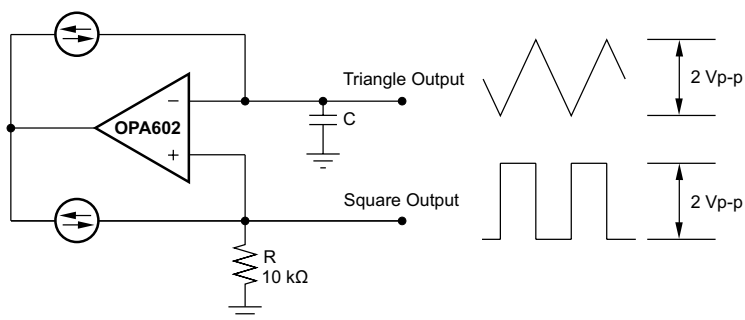 Triangle Output
2 Vp-p
−
OPA602
C
+
Square Output
2 Vp-p
R
10 kΩ